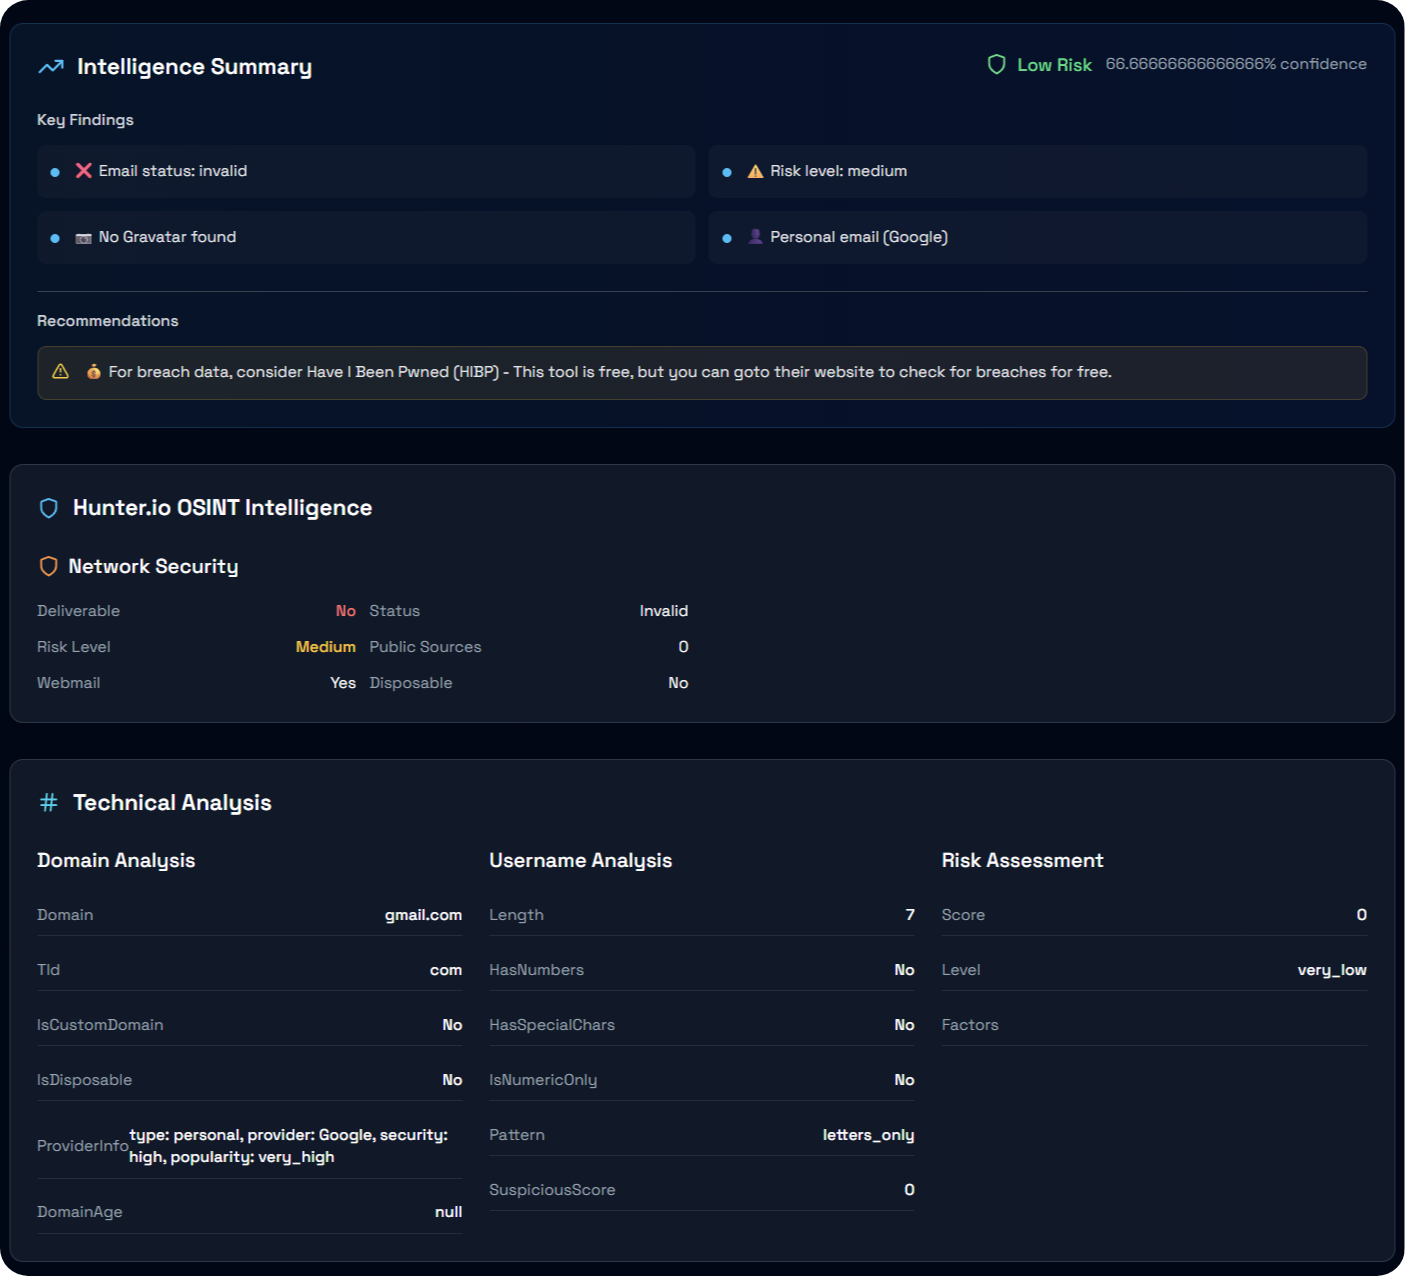 Intelligence Summary
Low Risk 66.66666666666666% confidence
Key Findings
❌ Email status: invalid
⚠️ Risk level: medium
📷 No Gravatar found
👤 Personal email (Google)
Recommendations
💰 For breach data, consider Have I Been Pwned (HIBP) - This tool is free, but you can goto their website to check for breaches for free.
Hunter.io OSINT Intelligence
Network Security
Deliverable No Status Invalid
Risk Level Medium Public Sources 0
Webmail Yes Disposable No
Technical Analysis
Domain Analysis
Domain gmail.com
Tld com
IsCustomDomain No
IsDisposable No
ProviderInfo type: personal, provider: Google, security:
high, popularity: very_high
DomainAge null
Username Analysis
Length 7
HasNumbers No
HasSpecialChars No
IsNumericOnly No
Pattern letters_only
SuspiciousScore 0
Risk Assessment
Score 0
Level very_low
Factors